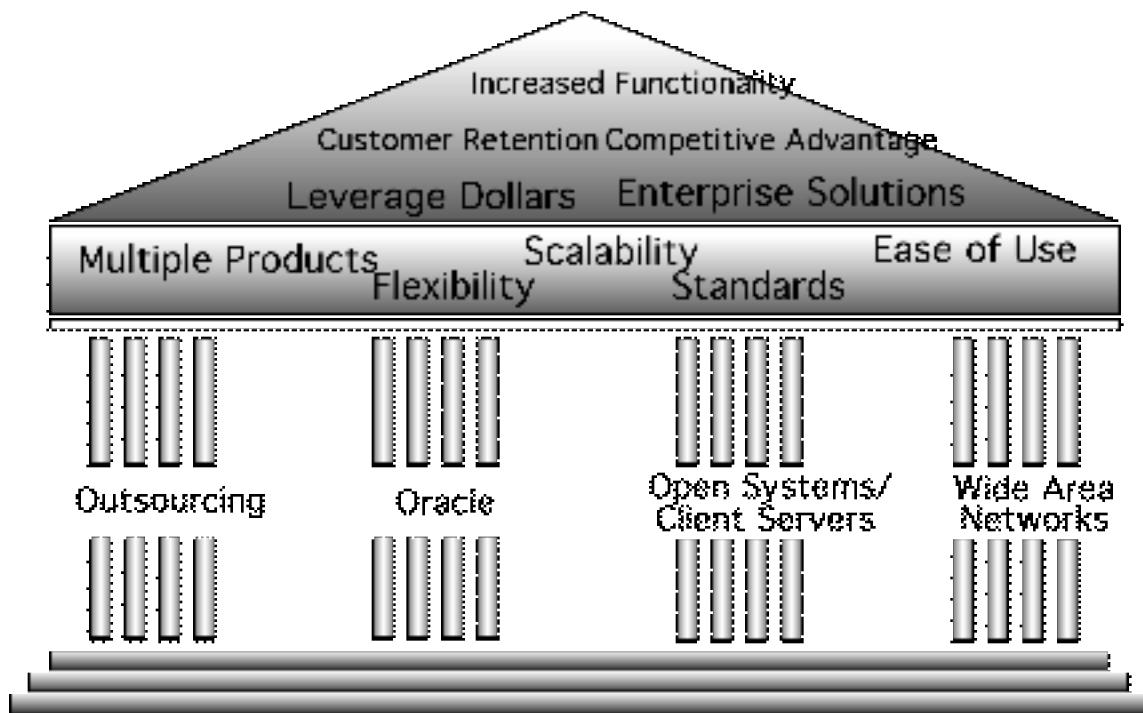 Increased Functionality
Customer Retention Competitive Advantage
Leverage Dollars Enterprise Solutions
Multiple Products Scalability Ease of Use
Flexibility Standards
Outsourcing
Oracle
Open Systems/
Client Servers
Wide Area
Networks